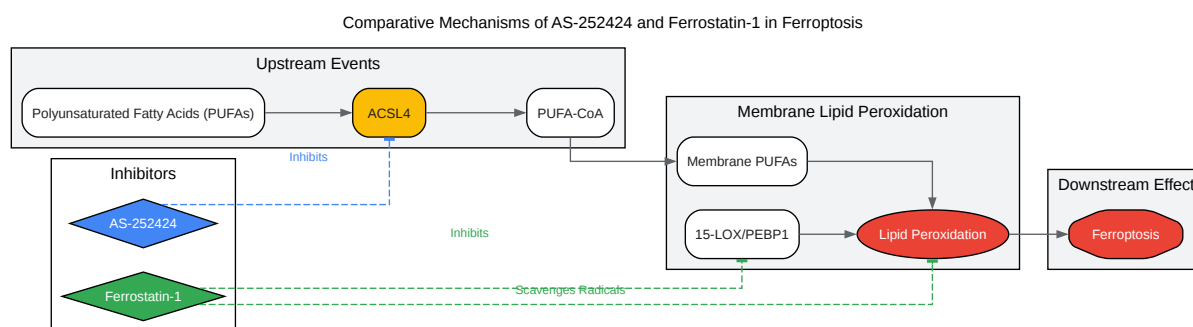 Comparative Mechanisms of AS-252424 and Ferrostatin-1 in Ferroptosis
Upstream Events
Polyunsaturated Fatty Acids (PUFAs)
ACSL4
PUFA-CoA
Inhibits
Inhibitors
AS-252424
Ferrostatin-1
Inhibits
Scavenges Radicals
Membrane Lipid Peroxidation
Membrane PUFAs
15-LOX/PEBP1
Lipid Peroxidation
Downstream Effect
Ferroptosis